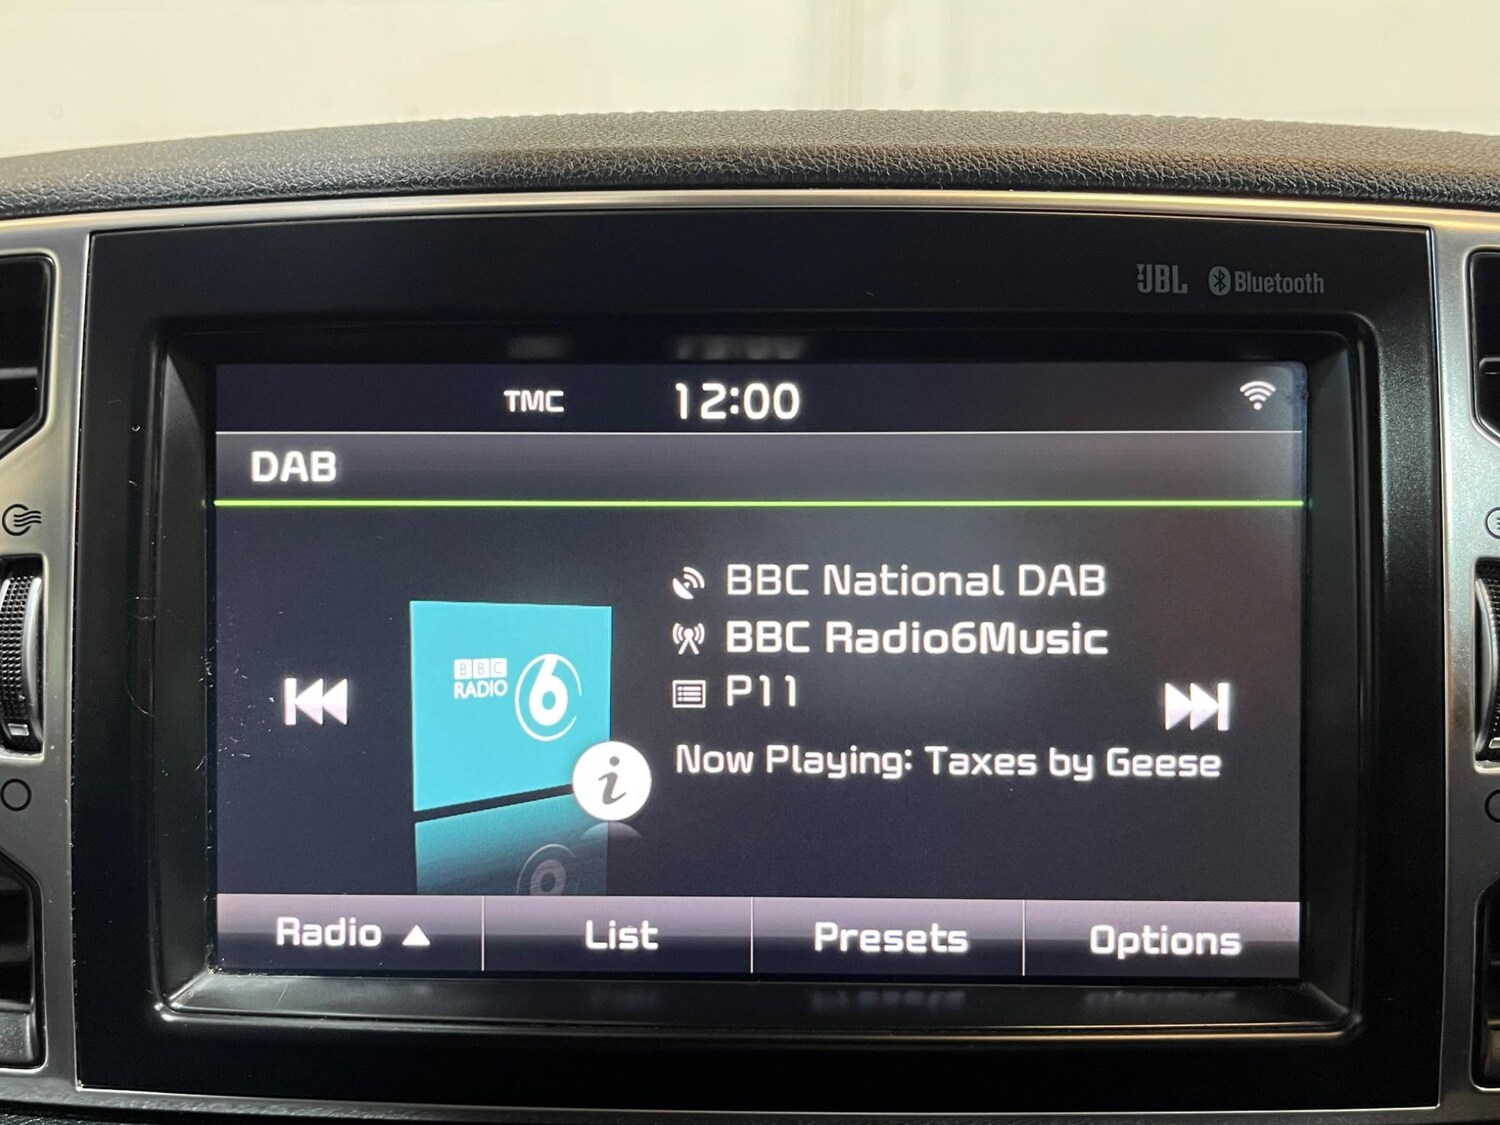 JBL Bluetooth
TMC 12:00
DAB
BBC National DAB
BBC Radio6Music
P11
Now Playing: Taxes by Geese
BBC
RADIO 6
i
Radio List Presets Options